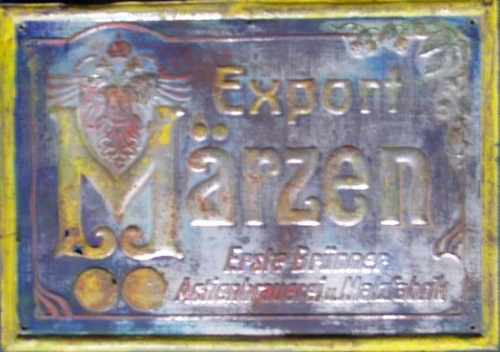 Export
Märzen
Erste Brünner
Actienbrauerei u. Malzfabrik